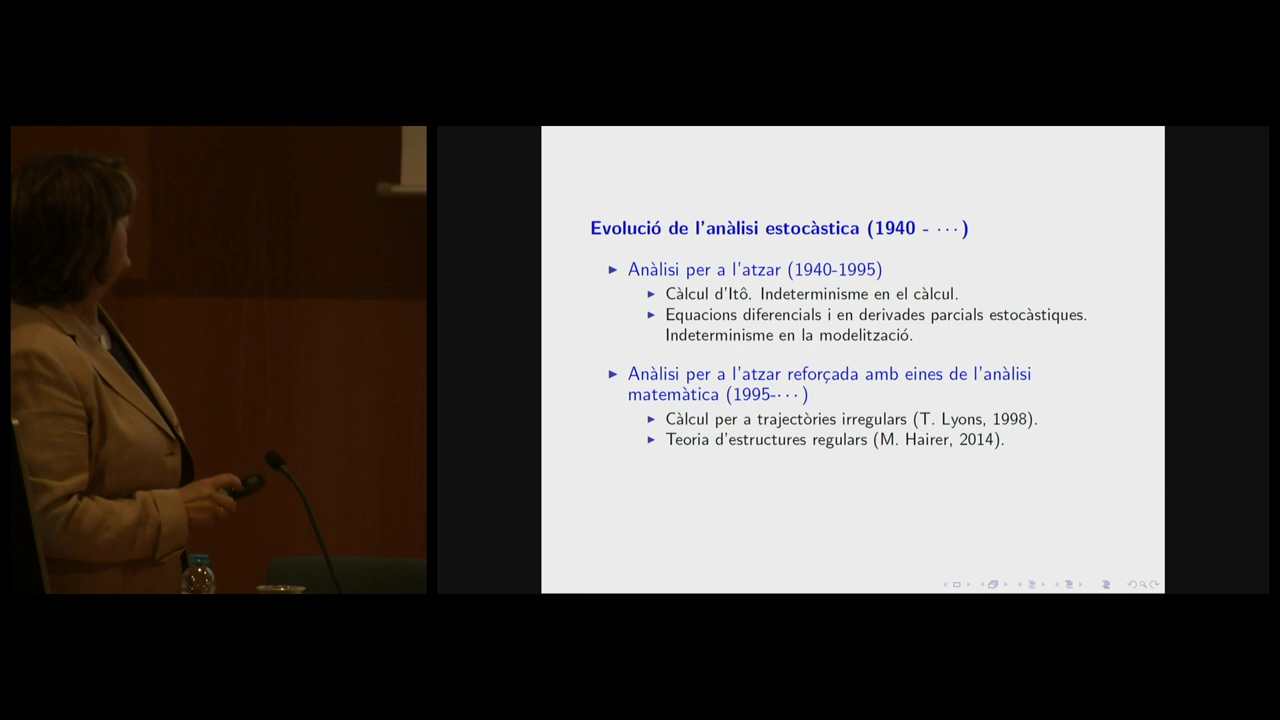 Evolució de l'anàlisi estocàstica (1940 - ···)
▶ Anàlisi per a l'atzar (1940-1995)
▶ Càlcul d'Itô. Indeterminisme en el càlcul.
▶ Equacions diferencials i en derivades parcials estocàstiques.
Indeterminisme en la modelització.
▶ Anàlisi per a l'atzar reforçada amb eines de l'anàlisi
matemàtica (1995-···)
▶ Càlcul per a trajectòries irregulars (T. Lyons, 1998).
▶ Teoria d'estructures regulars (M. Hairer, 2014).